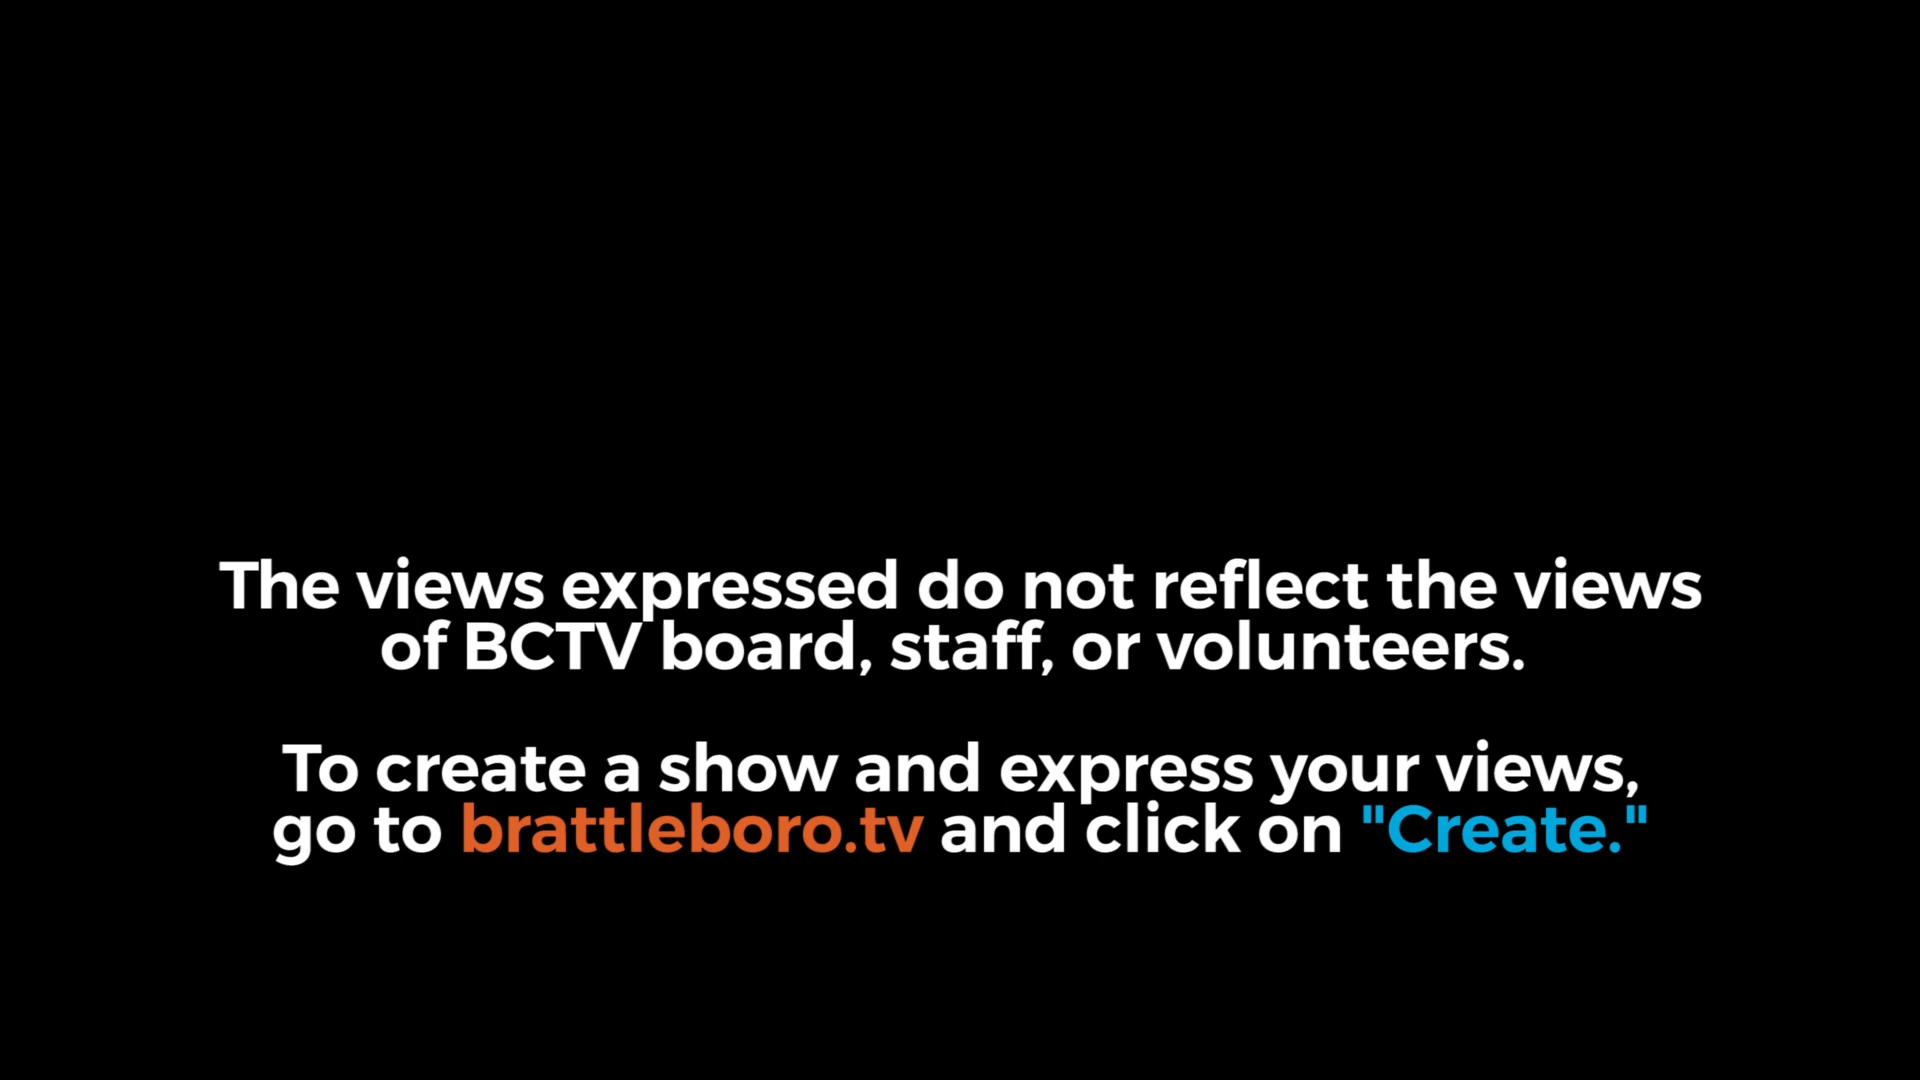 The views expressed do not reflect the views
of BCTV board, staff, or volunteers.
To create a show and express your views,
go to brattleboro.tv and click on "Create."